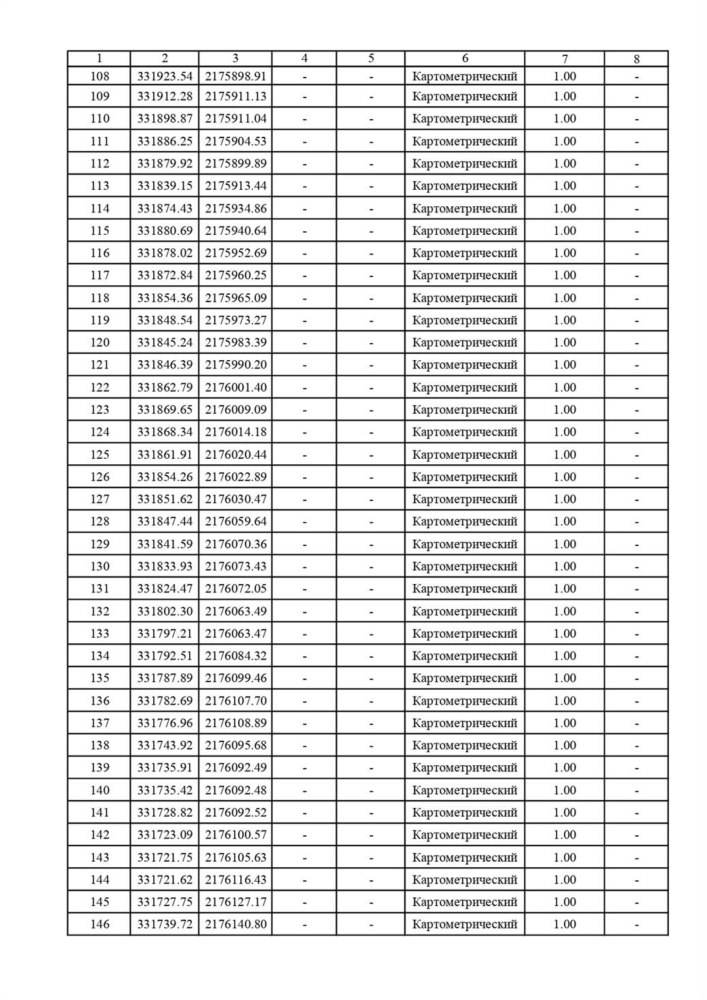 1 2 3 4 5 6 7 8
108 331923.54 2175898.91 - - Картометрический 1.00 -
109 331912.28 2175911.13 - - Картометрический 1.00 -
110 331898.87 2175911.04 - - Картометрический 1.00 -
111 331886.25 2175904.53 - - Картометрический 1.00 -
112 331879.92 2175899.89 - - Картометрический 1.00 -
113 331839.15 2175913.44 - - Картометрический 1.00 -
114 331874.43 2175934.86 - - Картометрический 1.00 -
115 331880.69 2175940.64 - - Картометрический 1.00 -
116 331878.02 2175952.69 - - Картометрический 1.00 -
117 331872.84 2175960.25 - - Картометрический 1.00 -
118 331854.36 2175965.09 - - Картометрический 1.00 -
119 331848.54 2175973.27 - - Картометрический 1.00 -
120 331845.24 2175983.39 - - Картометрический 1.00 -
121 331846.39 2175990.20 - - Картометрический 1.00 -
122 331862.79 2176001.40 - - Картометрический 1.00 -
123 331869.65 2176009.09 - - Картометрический 1.00 -
124 331868.34 2176014.18 - - Картометрический 1.00 -
125 331861.91 2176020.44 - - Картометрический 1.00 -
126 331854.26 2176022.89 - - Картометрический 1.00 -
127 331851.62 2176030.47 - - Картометрический 1.00 -
128 331847.44 2176059.64 - - Картометрический 1.00 -
129 331841.59 2176070.36 - - Картометрический 1.00 -
130 331833.93 2176073.43 - - Картометрический 1.00 -
131 331824.47 2176072.05 - - Картометрический 1.00 -
132 331802.30 2176063.49 - - Картометрический 1.00 -
133 331797.21 2176063.47 - - Картометрический 1.00 -
134 331792.51 2176084.32 - - Картометрический 1.00 -
135 331787.89 2176099.46 - - Картометрический 1.00 -
136 331782.69 2176107.70 - - Картометрический 1.00 -
137 331776.96 2176108.89 - - Картометрический 1.00 -
138 331743.92 2176095.68 - - Картометрический 1.00 -
139 331735.91 2176092.49 - - Картометрический 1.00 -
140 331735.42 2176092.48 - - Картометрический 1.00 -
141 331728.82 2176092.52 - - Картометрический 1.00 -
142 331723.09 2176100.57 - - Картометрический 1.00 -
143 331721.75 2176105.63 - - Картометрический 1.00 -
144 331721.62 2176116.43 - - Картометрический 1.00 -
145 331727.75 2176127.17 - - Картометрический 1.00 -
146 331739.72 2176140.80 - - Картометрический 1.00 -